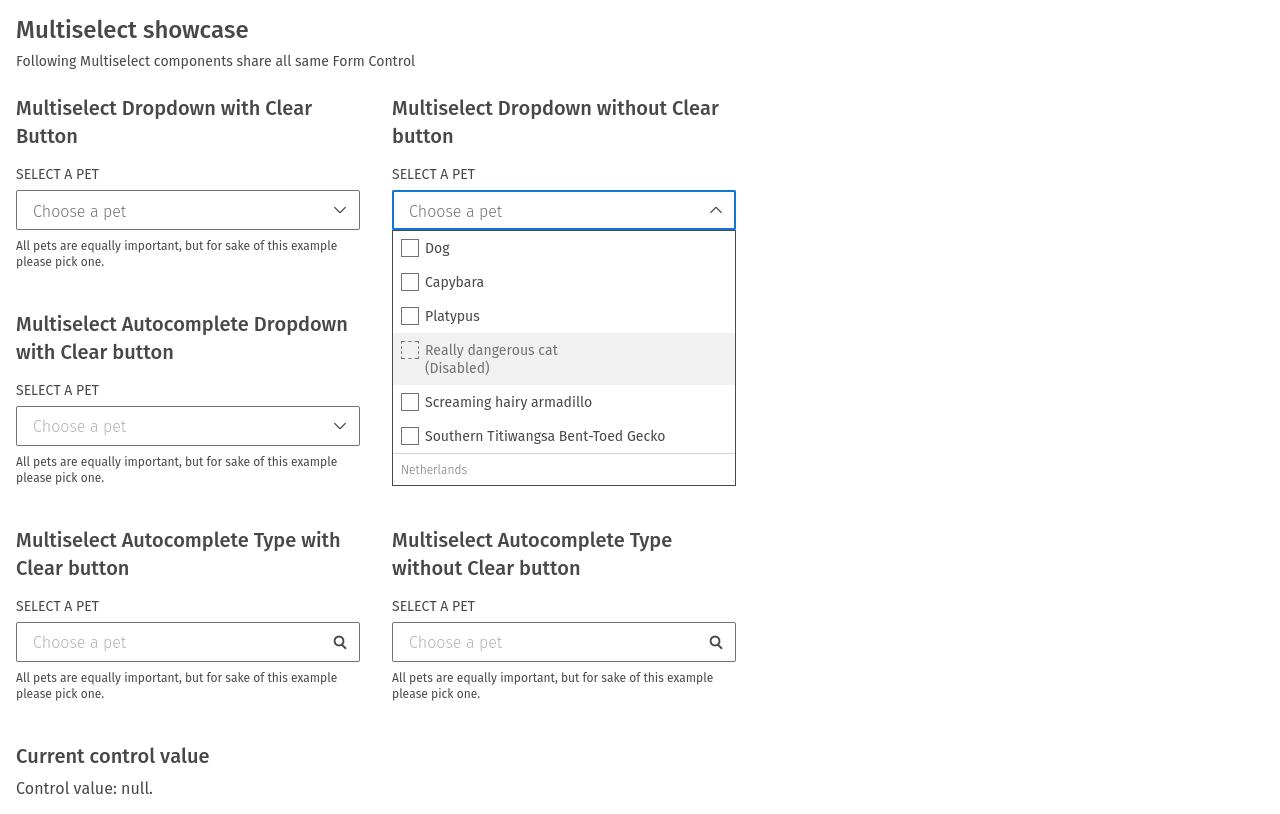 Multiselect showcase
Following Multiselect components share all same Form Control
Multiselect Dropdown with Clear
Button
SELECT A PET
Choose a pet
All pets are equally important, but for sake of this example
please pick one.
Multiselect Dropdown without Clear
button
SELECT A PET
Choose a pet
Dog
Capybara
Platypus
Really dangerous cat
(Disabled)
Screaming hairy armadillo
Southern Titiwangsa Bent-Toed Gecko
Netherlands
Multiselect Autocomplete Dropdown
with Clear button
SELECT A PET
Choose a pet
All pets are equally important, but for sake of this example
please pick one.
Multiselect Autocomplete Type with
Clear button
SELECT A PET
Choose a pet
All pets are equally important, but for sake of this example
please pick one.
Multiselect Autocomplete Type
without Clear button
SELECT A PET
Choose a pet
All pets are equally important, but for sake of this example
please pick one.
Current control value
Control value: null.